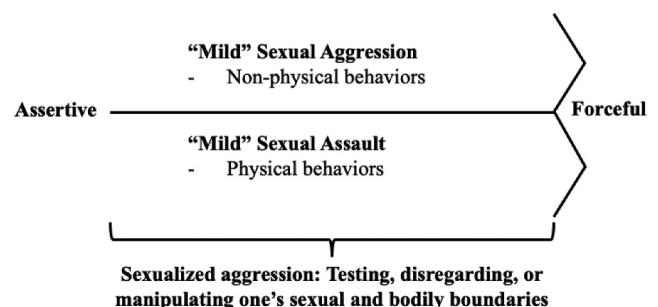 “Mild” Sexual Aggression
- Non-physical behaviors
Assertive
Forceful
“Mild” Sexual Assault
- Physical behaviors
Sexualized aggression: Testing, disregarding, or
manipulating one’s sexual and bodily boundaries